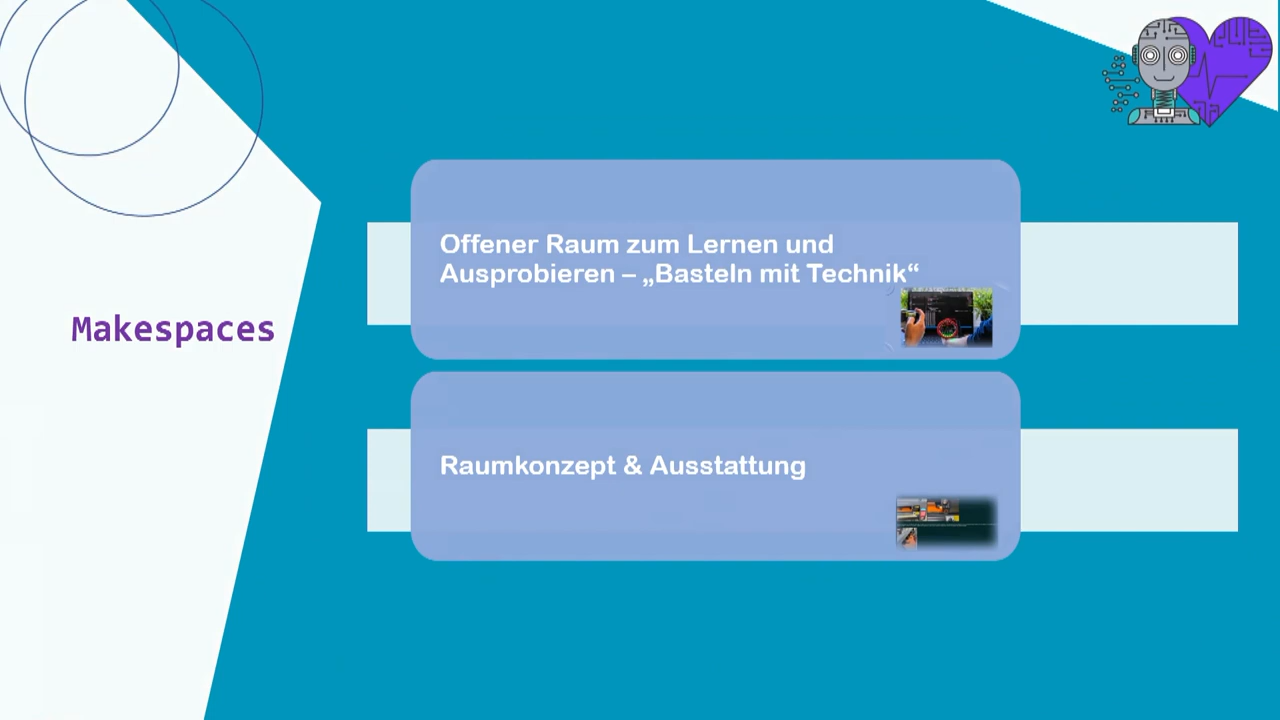 Makespaces
Offener Raum zum Lernen und
Ausprobieren – „Basteln mit Technik“
Raumkonzept & Ausstattung